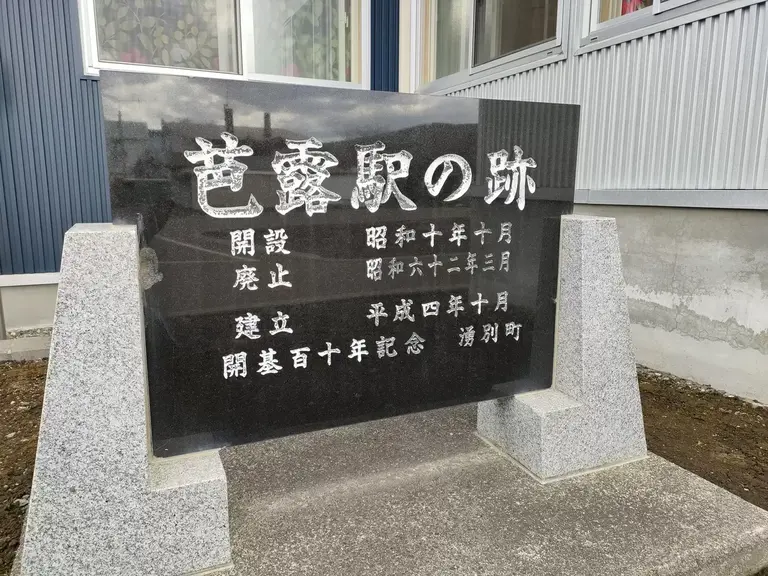 芭露駅の跡
開設　昭和十年十月
廃止　昭和六十二年三月
建立　平成四年十月
開基百十年記念　湧別町